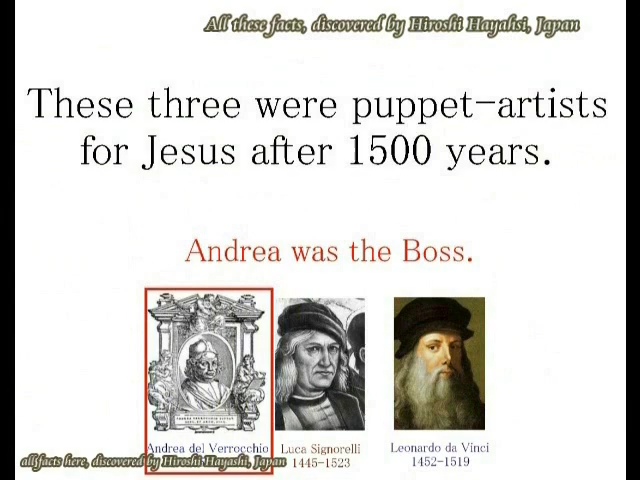 All these facts, discovered by Hiroshi Hayahsi, Japan
These three were puppet-artists
for Jesus after 1500 years.
Andrea was the Boss.
Andrea del Verrocchio
Luca Signorelli
1445-1523
Leonardo da Vinci
1452-1519
allfacts here, discovered by Hiroshi Hayashi, Japan